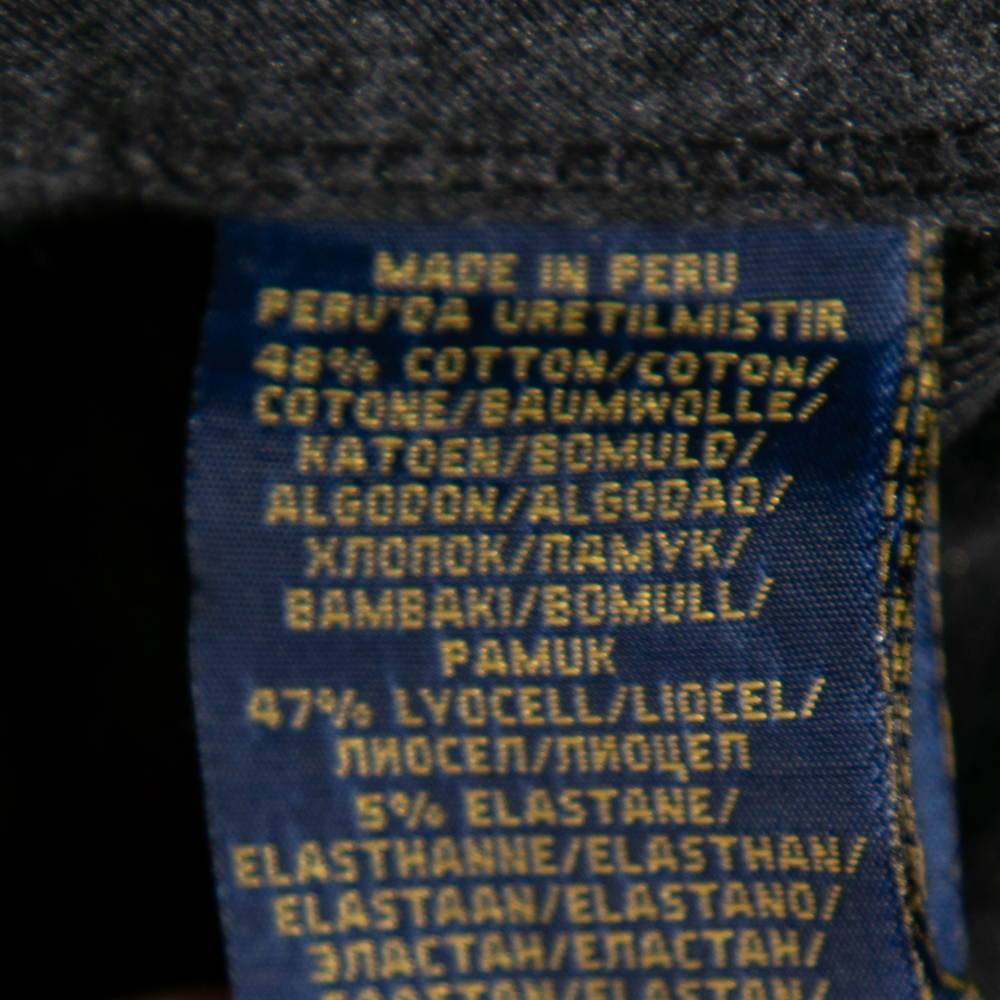 MADE IN PERU
PERU'DA URETILMISTIR
48% COTTON/COTON/
COTONE/BAUMWOLLE/
KATOEN/BOMULD/
ALGODON/ALGODAO/
ХЛОПОК/ПАМУК/
BAMBAKI/BOMULL/
PAMUK
47% LYOCELL/LIOCEL/
ЛИОСЕЛ/ЛИОЦЕЛ
5% ELASTANE/
ELASTHANNE/ELASTHAN/
ELASTAAN/ELASTANO/
ЭЛАСТАН/ЕЛАСТАН/